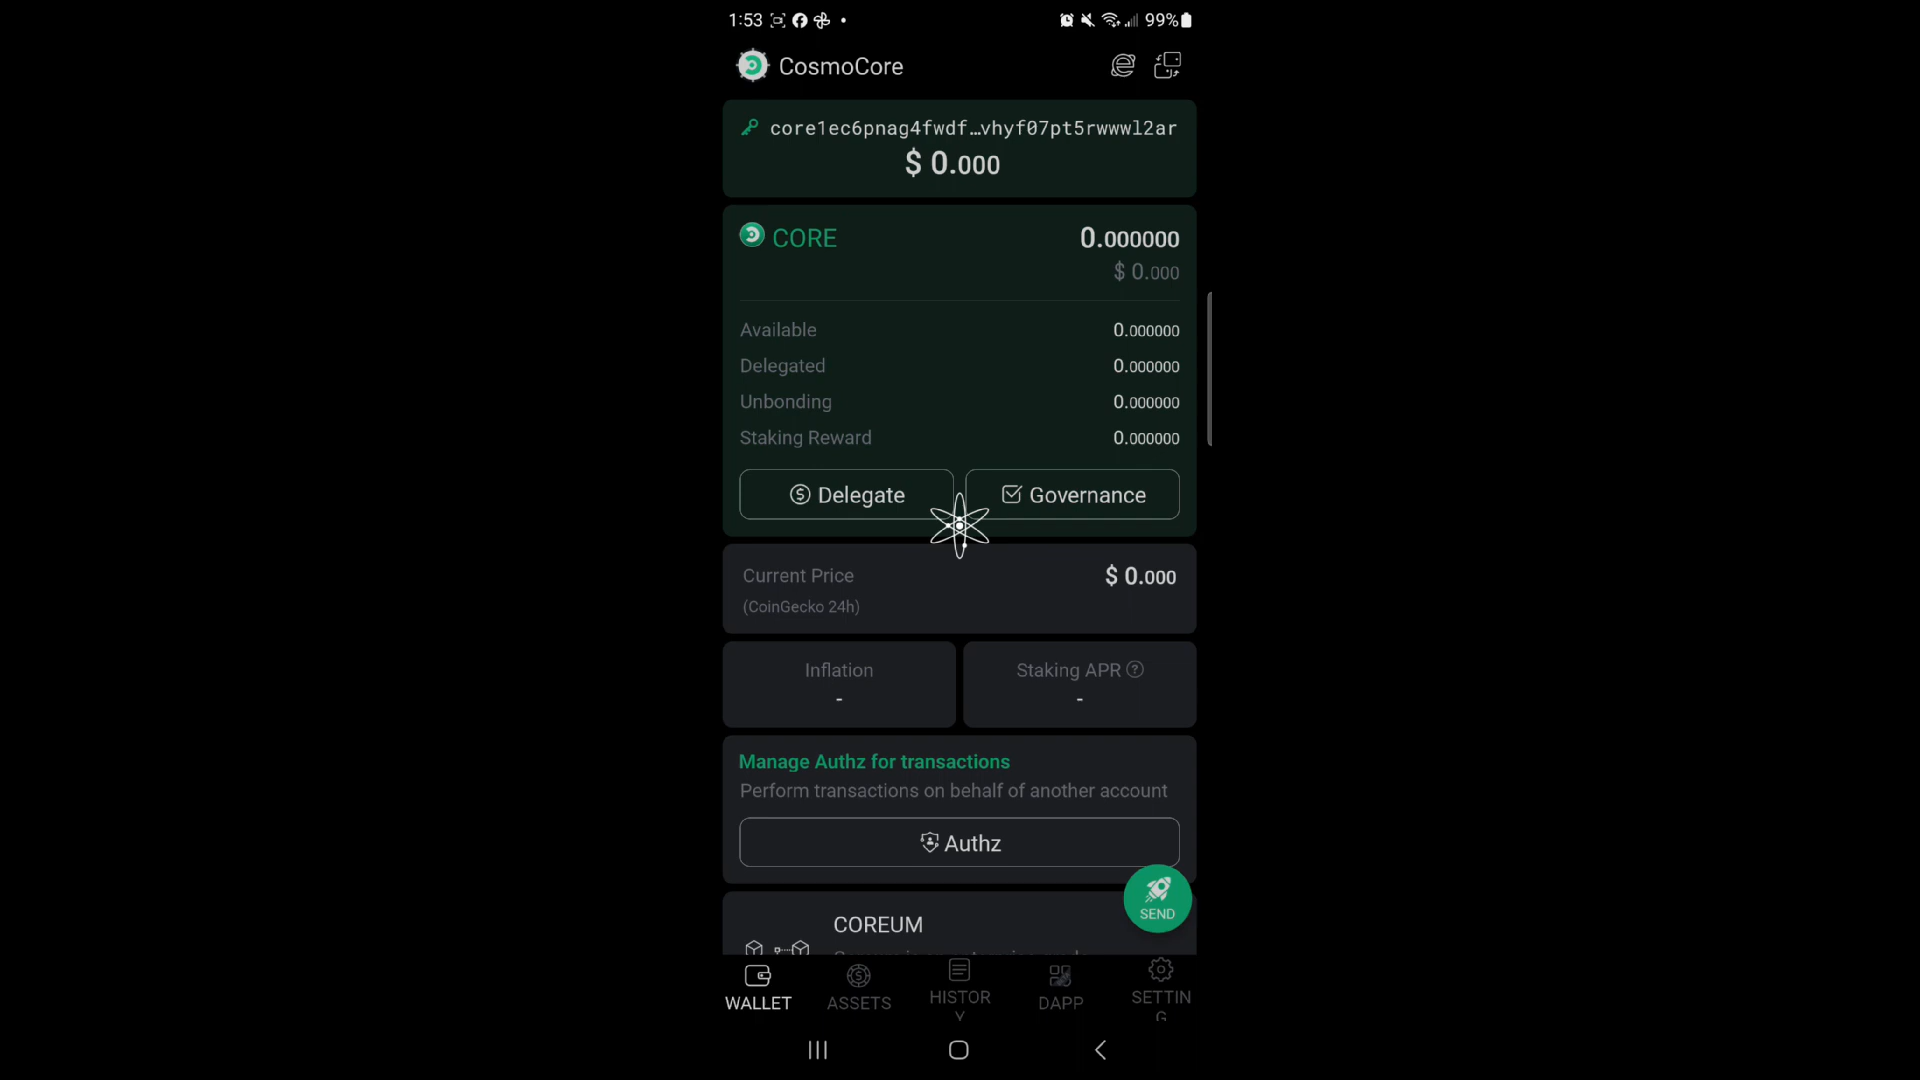 1:53 99%
CosmoCore
core1ec6pnag4fwdf…vhyf07pt5rwwwl2ar
$ 0.000
CORE 0.000000
$ 0.000
Available 0.000000
Delegated 0.000000
Unbonding 0.000000
Staking Reward 0.000000
Delegate Governance
Current Price $ 0.000
(CoinGecko 24h)
Inflation Staking APR ?
- -
Manage Authz for transactions
Perform transactions on behalf of another account
Authz
SEND
COREUM
WALLET ASSETS HISTORY DAPP SETTING